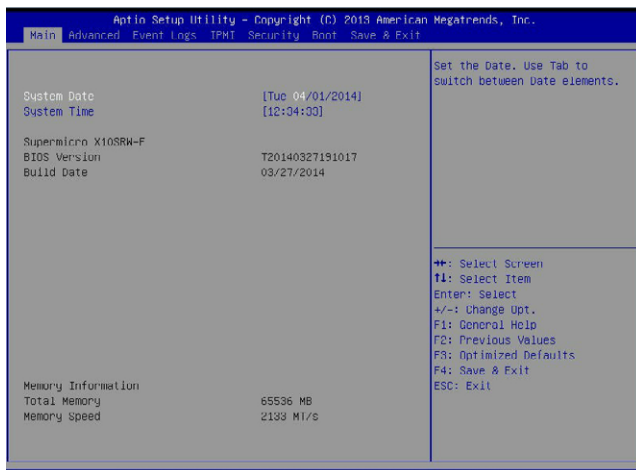 Aptio Setup Utility – Copyright (C) 2013 American Megatrends, Inc.
Main Advanced Event Logs IPMI Security Boot Save & Exit
System Date [Tue 04/01/2014]
System Time [12:34:33]
Supermicro X10SRW-F
BIOS Version T20140327191017
Build Date 03/27/2014
Memory Information
Total Memory 65536 MB
Memory Speed 2133 MT/s
Set the Date. Use Tab to
switch between Date elements.
→←: Select Screen
↑↓: Select Item
Enter: Select
+/-: Change Opt.
F1: General Help
F2: Previous Values
F3: Optimized Defaults
F4: Save & Exit
ESC: Exit